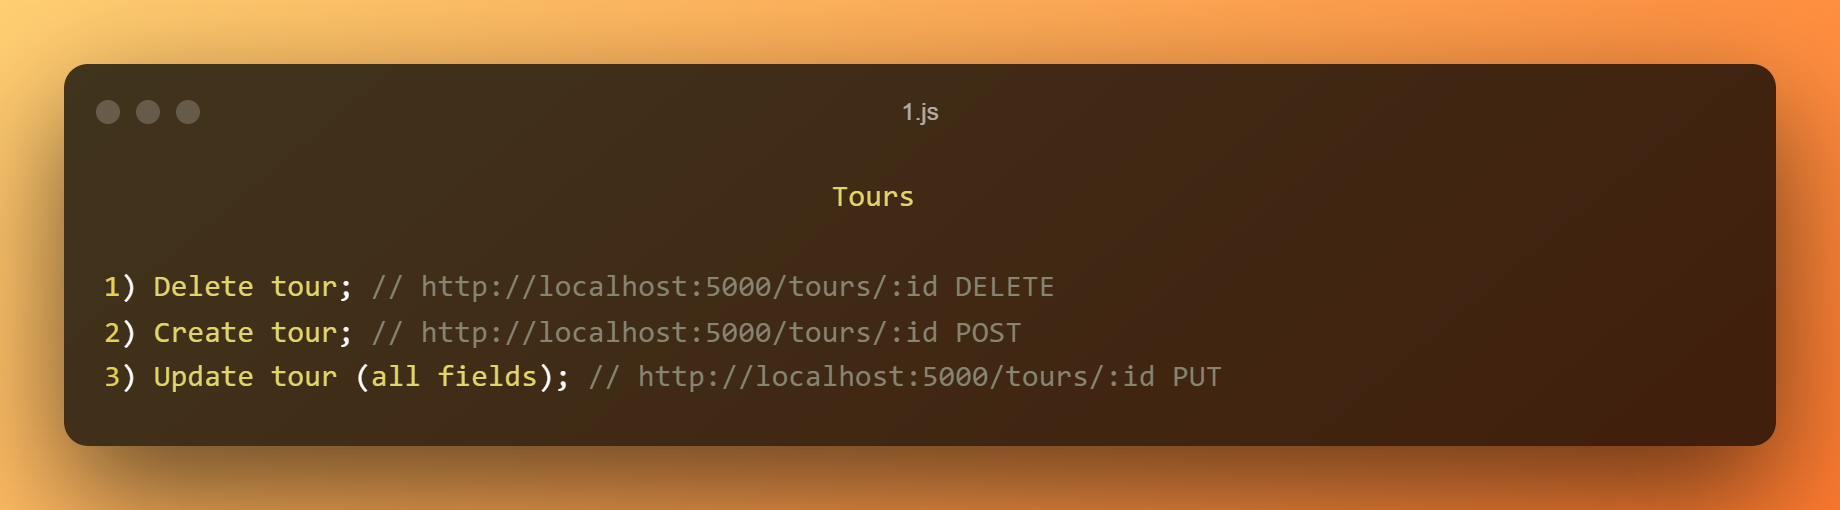 1.js
Tours
1) Delete tour; // http://localhost:5000/tours/:id DELETE
2) Create tour; // http://localhost:5000/tours/:id POST
3) Update tour (all fields); // http://localhost:5000/tours/:id PUT